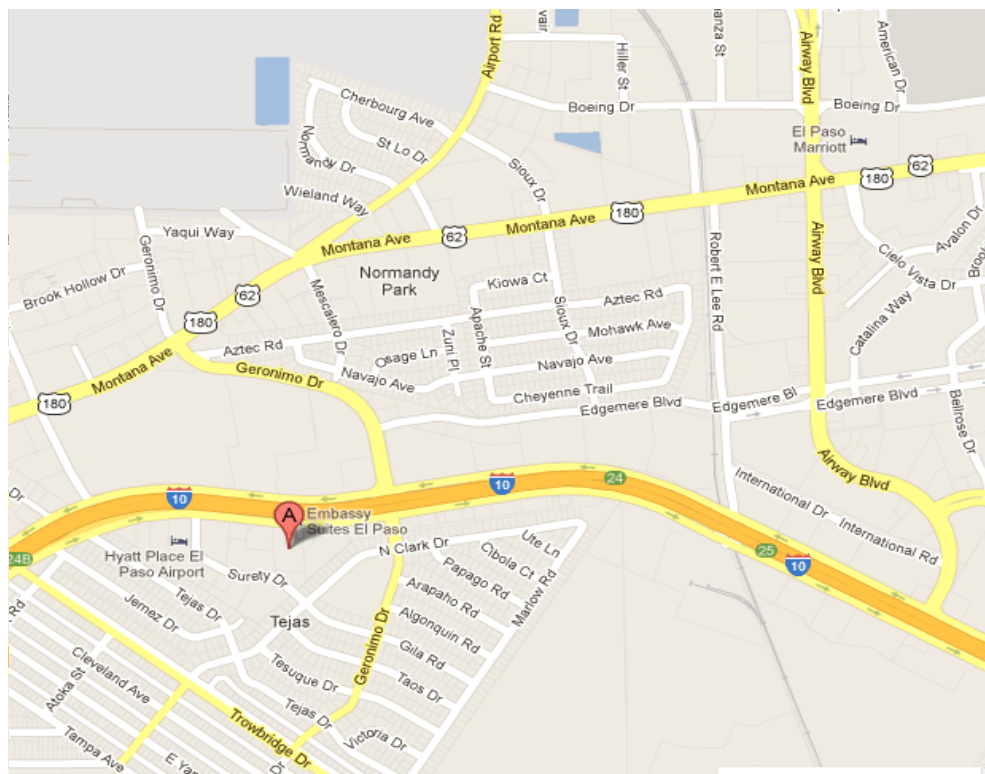 Airport Rd
vair
Hiller St
anza St
Airway Blvd
American Dr
Boeing Dr
Boeing Dr
Cherbourg Ave
St Lo Dr
Normandy Dr
Sioux Dr
El Paso
Marriott
Wieland Way
Montana Ave
180
62
Montana Ave
180
Montana Ave
62
Yaqui Way
Geronimo Dr
Brook Hollow Dr
Mescalero Dr
Normandy
Park
Kiowa Ct
Aztec Rd
Sioux Dr
Robert E Lee Rd
Airway Blvd
Avalon Dr
Cielo Vista Dr
Brook
Catalina Way
62
180
Aztec Rd
Osage Ln
Zuni Pl
Apache St
Mohawk Ave
Navajo Ave
Navajo Ave
Montana Ave
Geronimo Dr
Cheyenne Trail
Edgemere Blvd
Edgemere Bl
Edgemere Blvd
Bellrose Dr
180
Airway Blvd
Dr
10
10
24
International Dr
International Rd
A
Embassy
Suites El Paso
24B
Hyatt Place El
Paso Airport
N Clark Dr
Ute Ln
Cibola Ct
Papago Rd
Marlow Rd
25
10
Surety Dr
Arapaho Rd
Tejas Dr
Jemez Dr
Tejas
Algonquin Rd
Rd
Geronimo Dr
Gila Rd
Atoka St
Cleveland Ave
Tesuque Dr
Taos Dr
Tejas Dr
Trowbridge Dr
Victoria Dr
Tampa Ave
E Yan